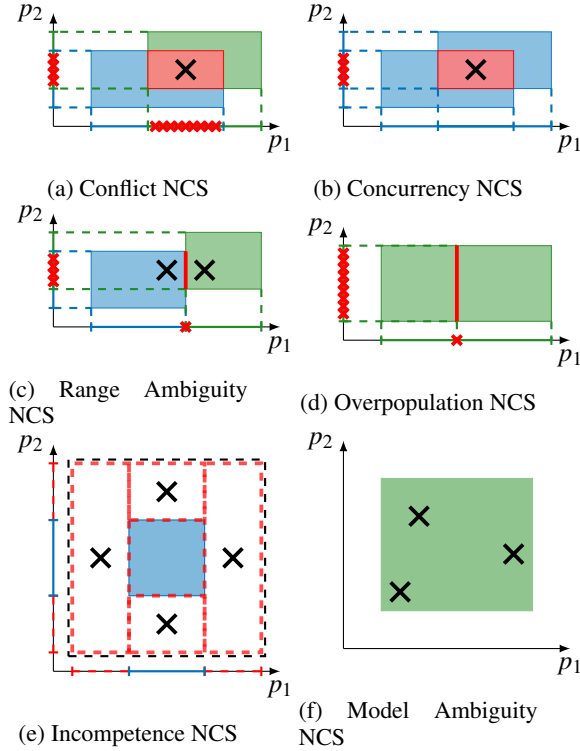 p2
p1
(a) Conflict NCS
p2
p1
(b) Concurrency NCS
p2
p1
(c) Range Ambiguity
NCS
p1
(d) Overpopulation NCS
p2
p1
(e) Incompetence NCS
p2
p1
(f) Model Ambiguity
NCS